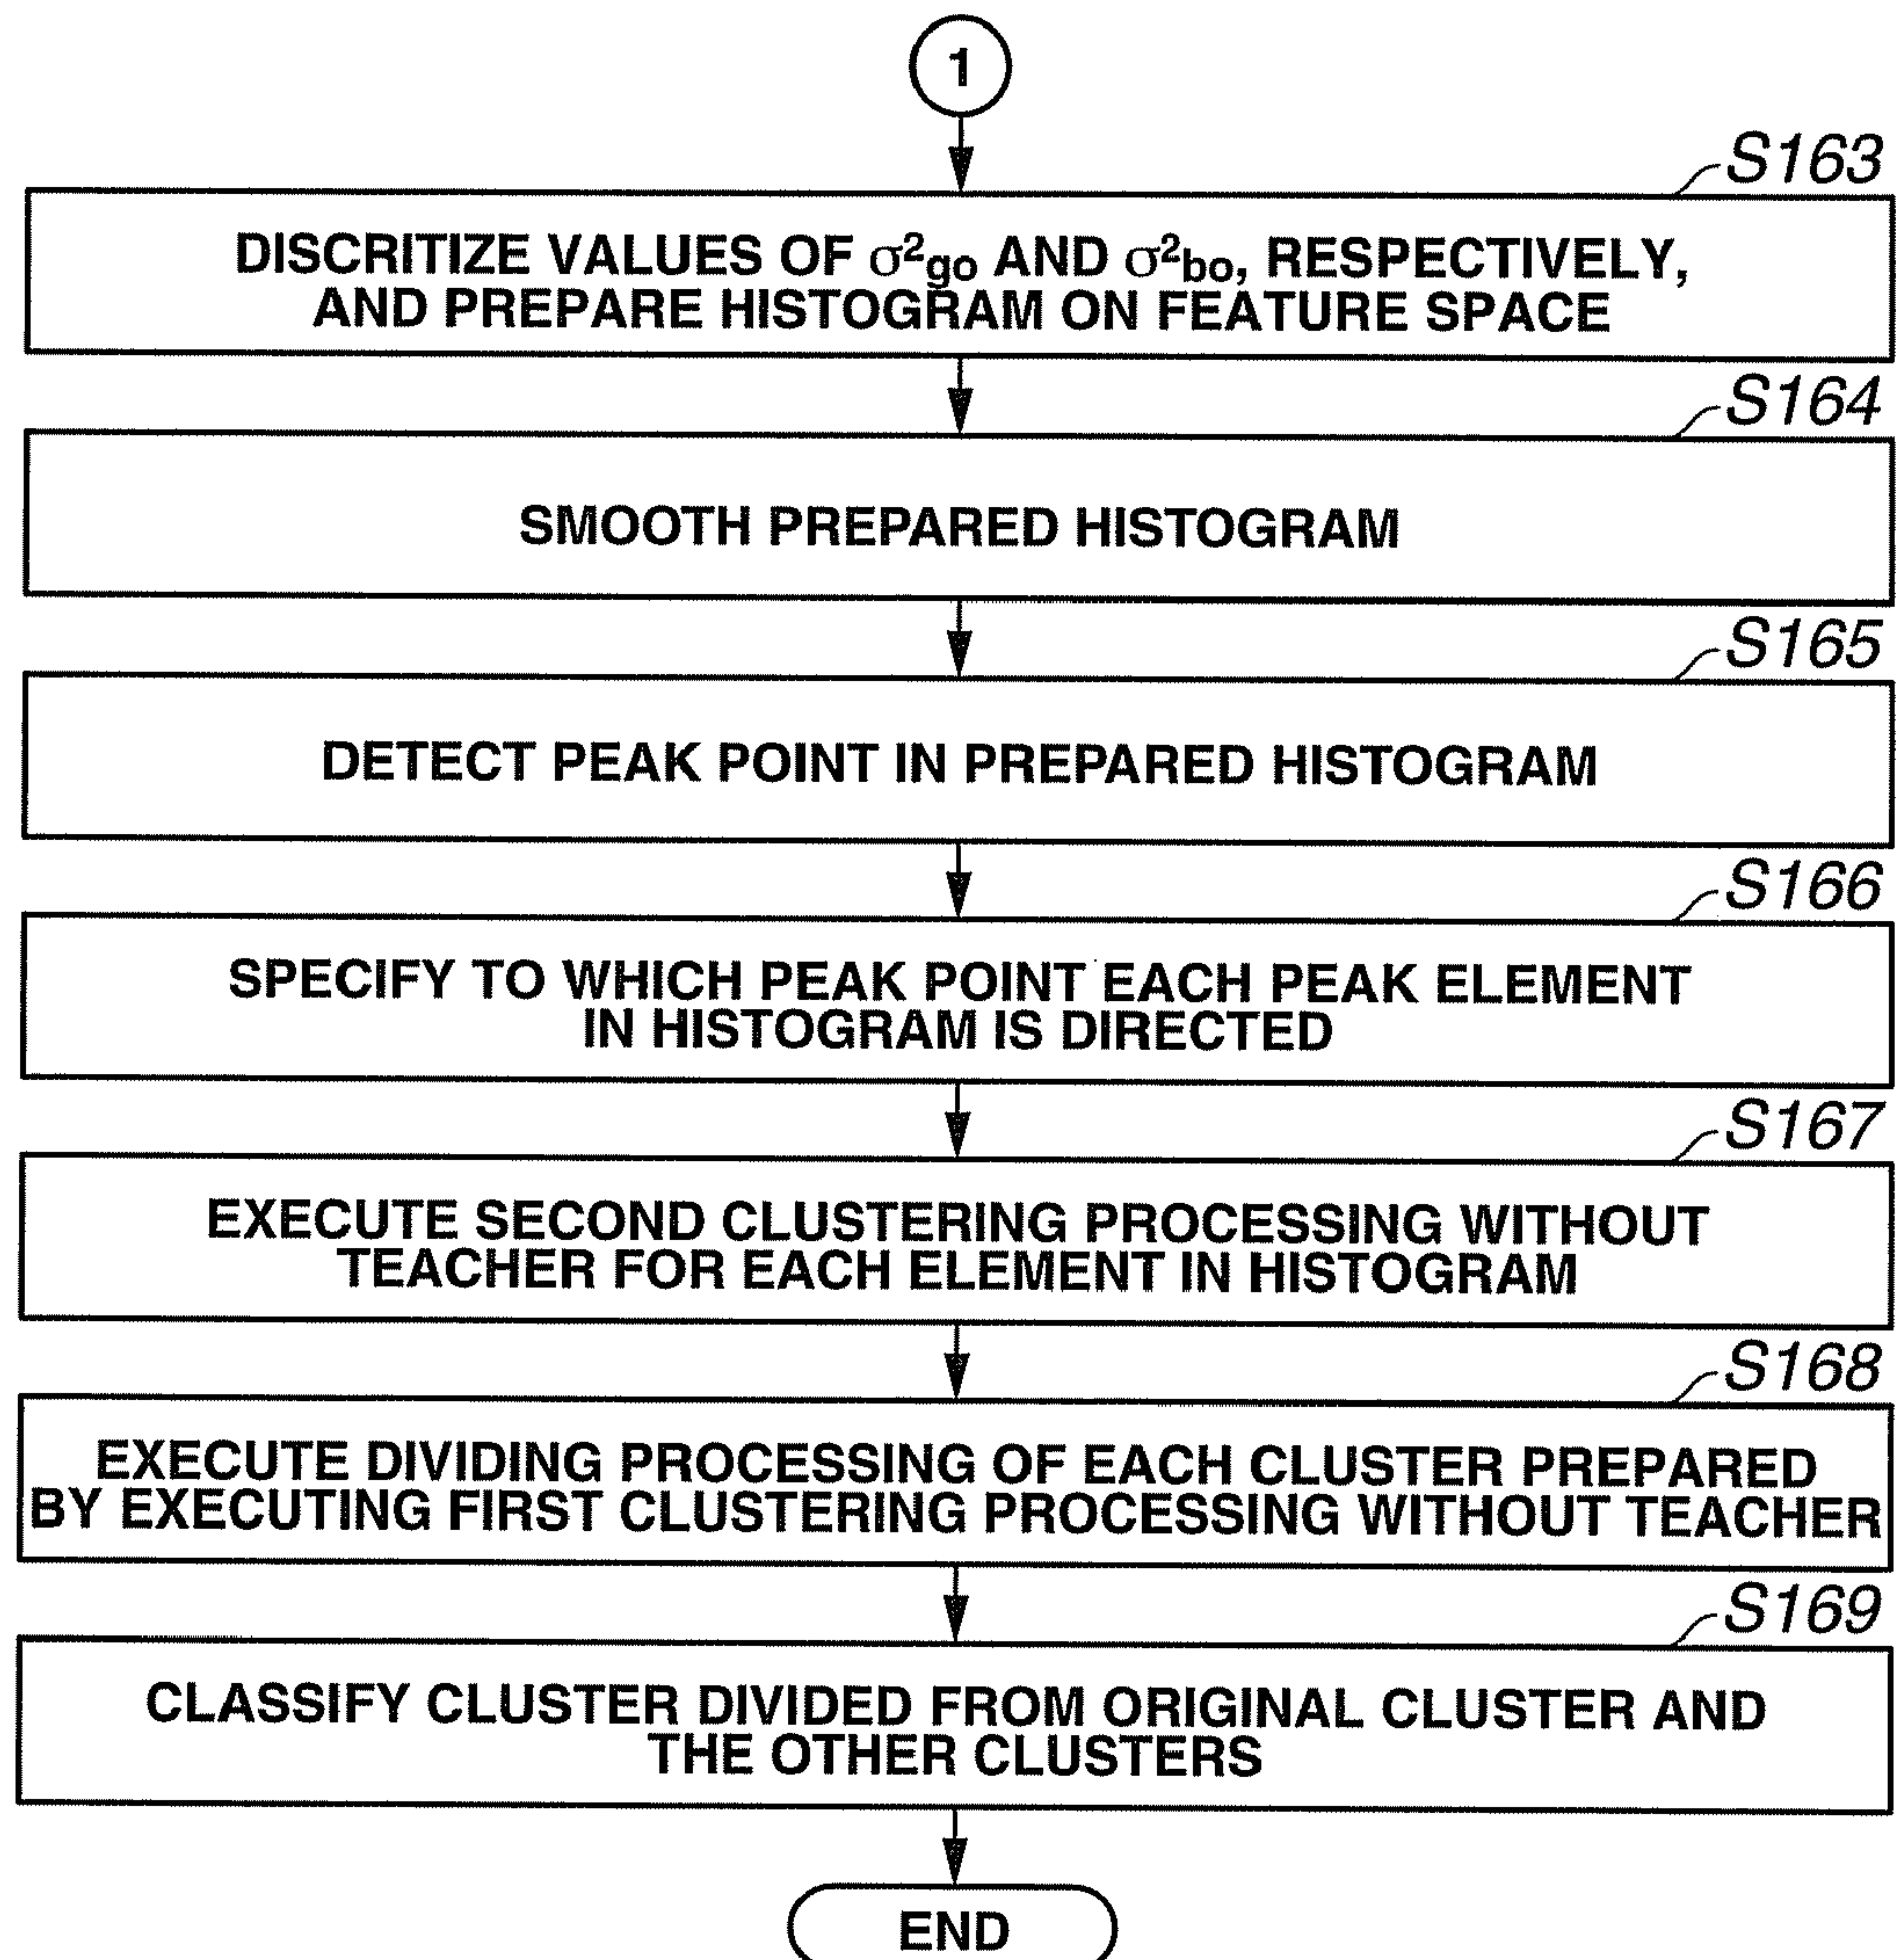 1
S163
DISCRITIZE VALUES OF σ²go AND σ²bo, RESPECTIVELY,
AND PREPARE HISTOGRAM ON FEATURE SPACE
S164
SMOOTH PREPARED HISTOGRAM
S165
DETECT PEAK POINT IN PREPARED HISTOGRAM
S166
SPECIFY TO WHICH PEAK POINT EACH PEAK ELEMENT
IN HISTOGRAM IS DIRECTED
S167
EXECUTE SECOND CLUSTERING PROCESSING WITHOUT
TEACHER FOR EACH ELEMENT IN HISTOGRAM
S168
EXECUTE DIVIDING PROCESSING OF EACH CLUSTER PREPARED
BY EXECUTING FIRST CLUSTERING PROCESSING WITHOUT TEACHER
S169
CLASSIFY CLUSTER DIVIDED FROM ORIGINAL CLUSTER AND
THE OTHER CLUSTERS
END